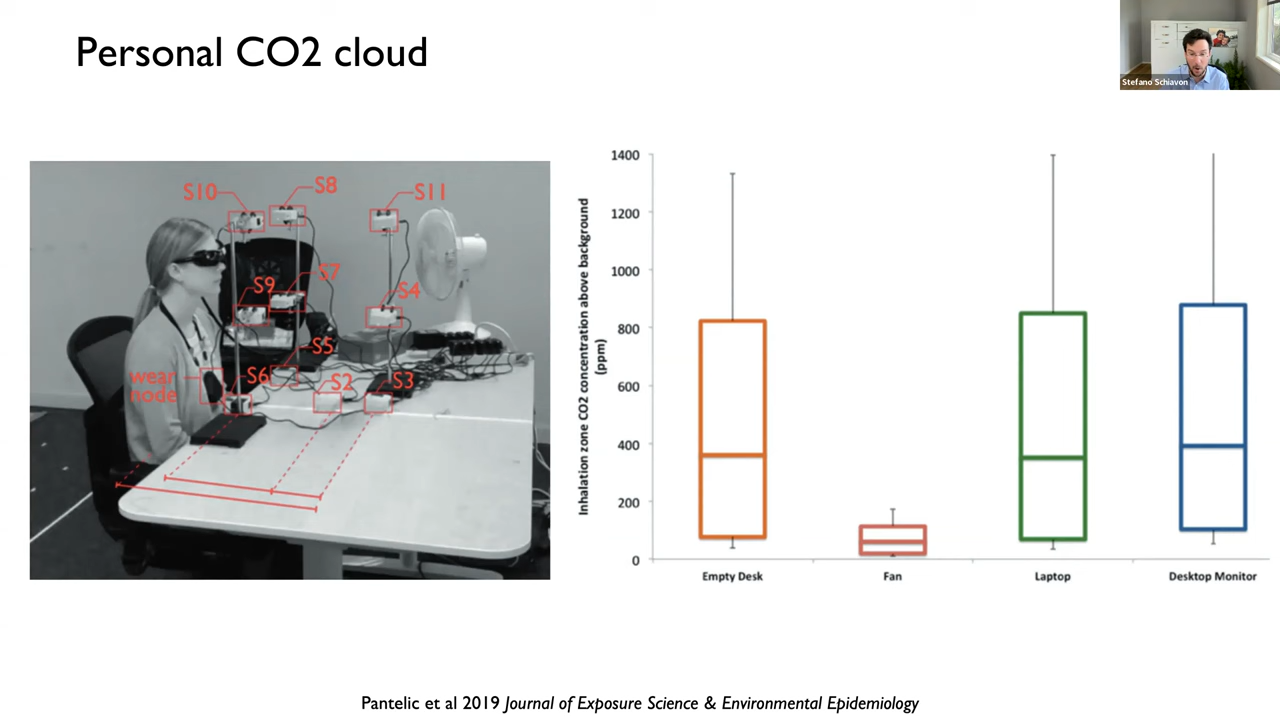 Personal CO2 cloud
Stefano Schiavon
S10
S8
S11
S9
S7
S4
S5
wear
node
S6
S2
S3
Inhalation zone CO2 concentration above background
(ppm)
1400
1200
1000
800
600
400
200
0
Empty Desk
Fan
Laptop
Desktop Monitor
Pantelic et al 2019 Journal of Exposure Science & Environmental Epidemiology